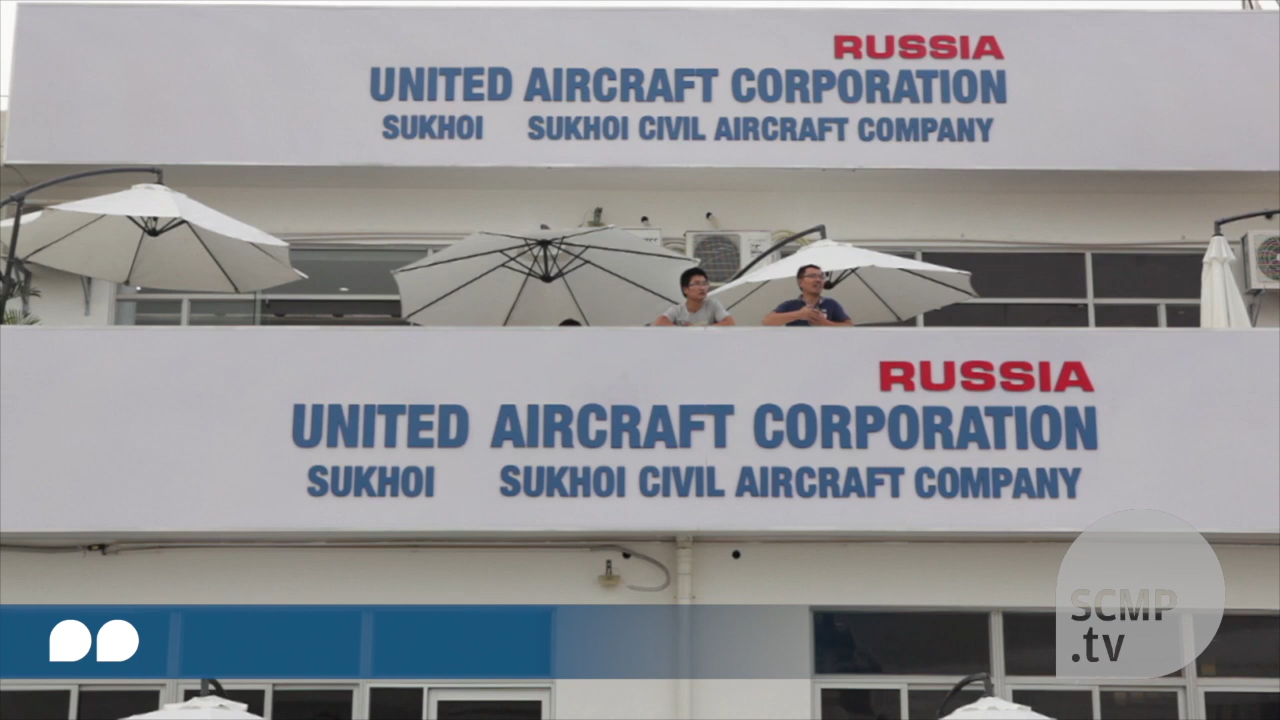 RUSSIA
UNITED AIRCRAFT CORPORATION
SUKHOI SUKHOI CIVIL AIRCRAFT COMPANY
RUSSIA
UNITED AIRCRAFT CORPORATION
SUKHOI SUKHOI CIVIL AIRCRAFT COMPANY
SCMP
.tv